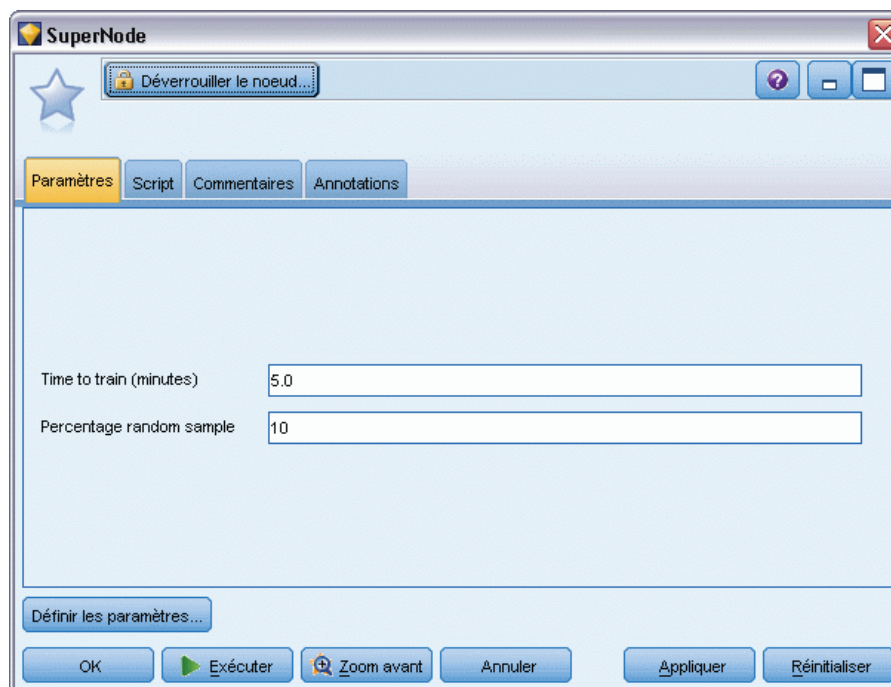 SuperNode
Déverrouiller le noeud...
Paramètres Script Commentaires Annotations
Time to train (minutes) 5.0
Percentage random sample 10
Définir les paramètres...
OK Exécuter Zoom avant Annuler Appliquer Réinitialiser